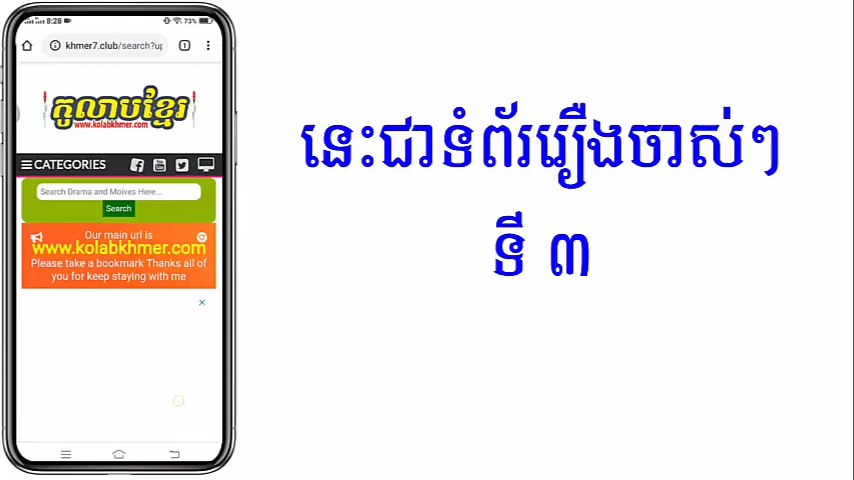 8:28
73%
khmer7.club/search?up
1
កូលាបខ្មែរ
www.kolabkhmer.com
CATEGORIES
Search Drama and Moives Here...
Search
Our main url is
www.kolabkhmer.com
Please take a bookmark Thanks all of
you for keep staying with me
នេះជាទំព័ររឿងចាស់ៗ
ទី ៣